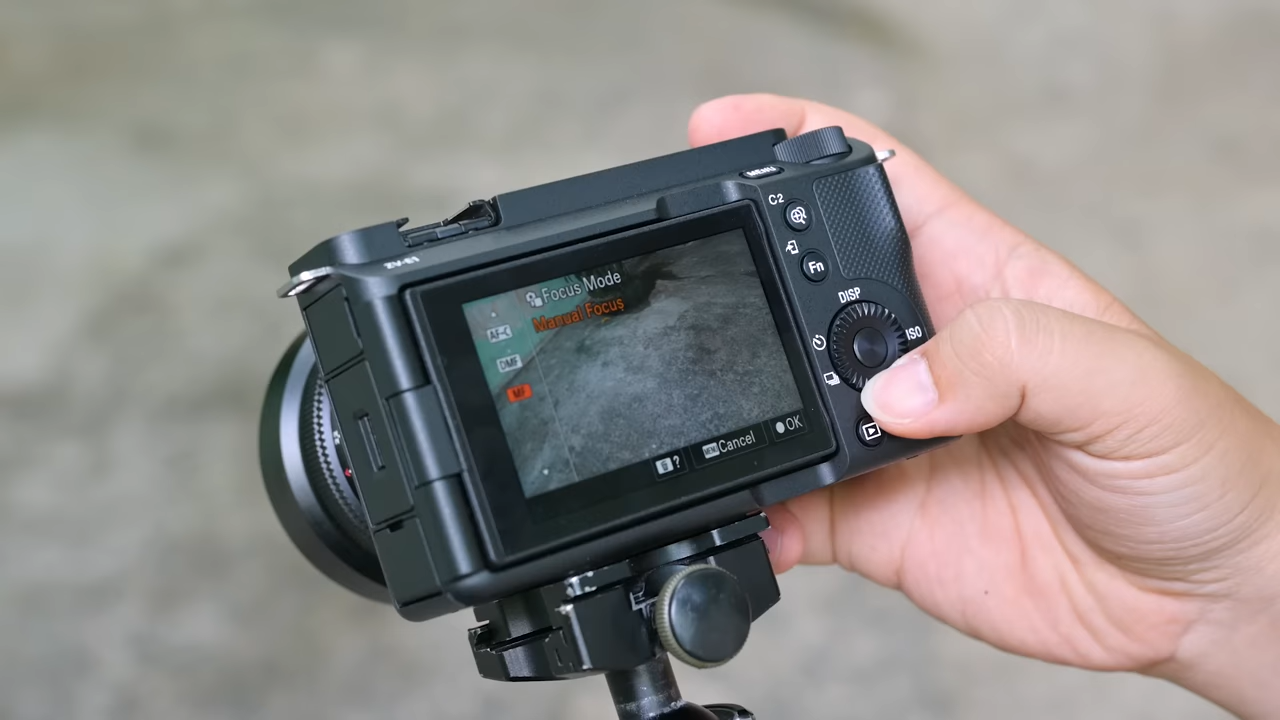 MENU
C2
ZV-E1
Fn
DISP
ISO
Focus Mode
Manual Focus
AF-C
DMF
MF
?
MENU Cancel
OK